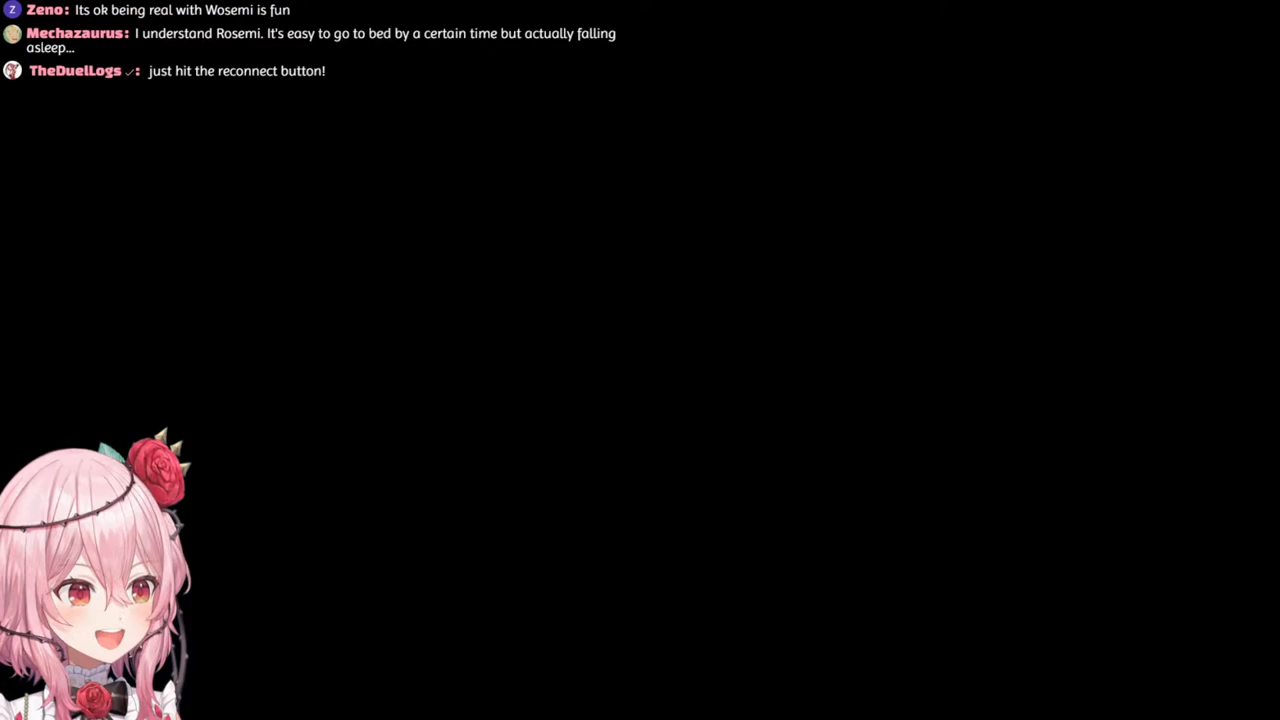 Z Zeno: Its ok being real with Wosemi is fun
Mechazaurus: I understand Rosemi. It's easy to go to bed by a certain time but actually falling
asleep...
TheDuelLogs ✓: just hit the reconnect button!